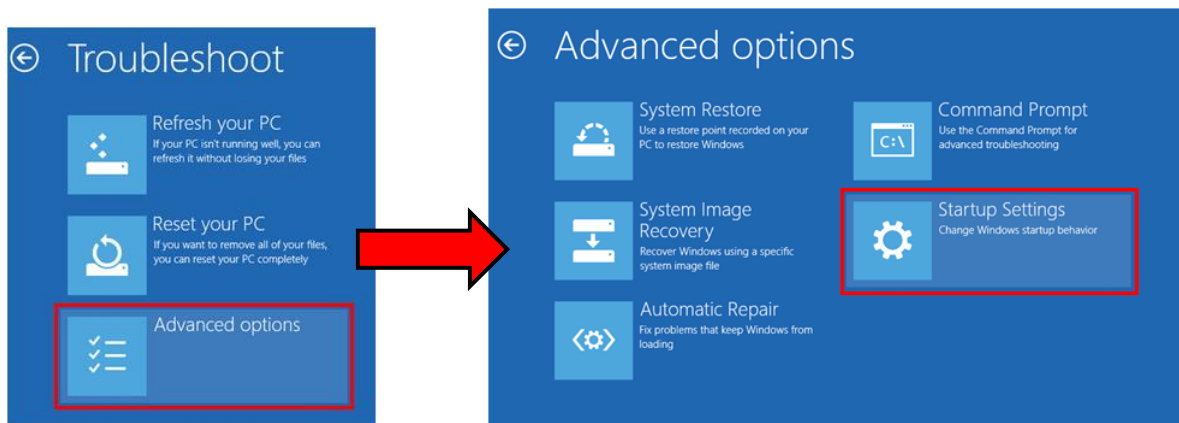 Troubleshoot
Refresh your PC
If your PC isn't running well, you can
refresh it without losing your files
Reset your PC
If you want to remove all of your files,
you can reset your PC completely
Advanced options
Advanced options
System Restore
Use a restore point recorded on your
PC to restore Windows
System Image
Recovery
Recover Windows using a specific
system image file
Automatic Repair
Fix problems that keep Windows from
loading
Command Prompt
Use the Command Prompt for
advanced troubleshooting
C:\
Startup Settings
Change Windows startup behavior